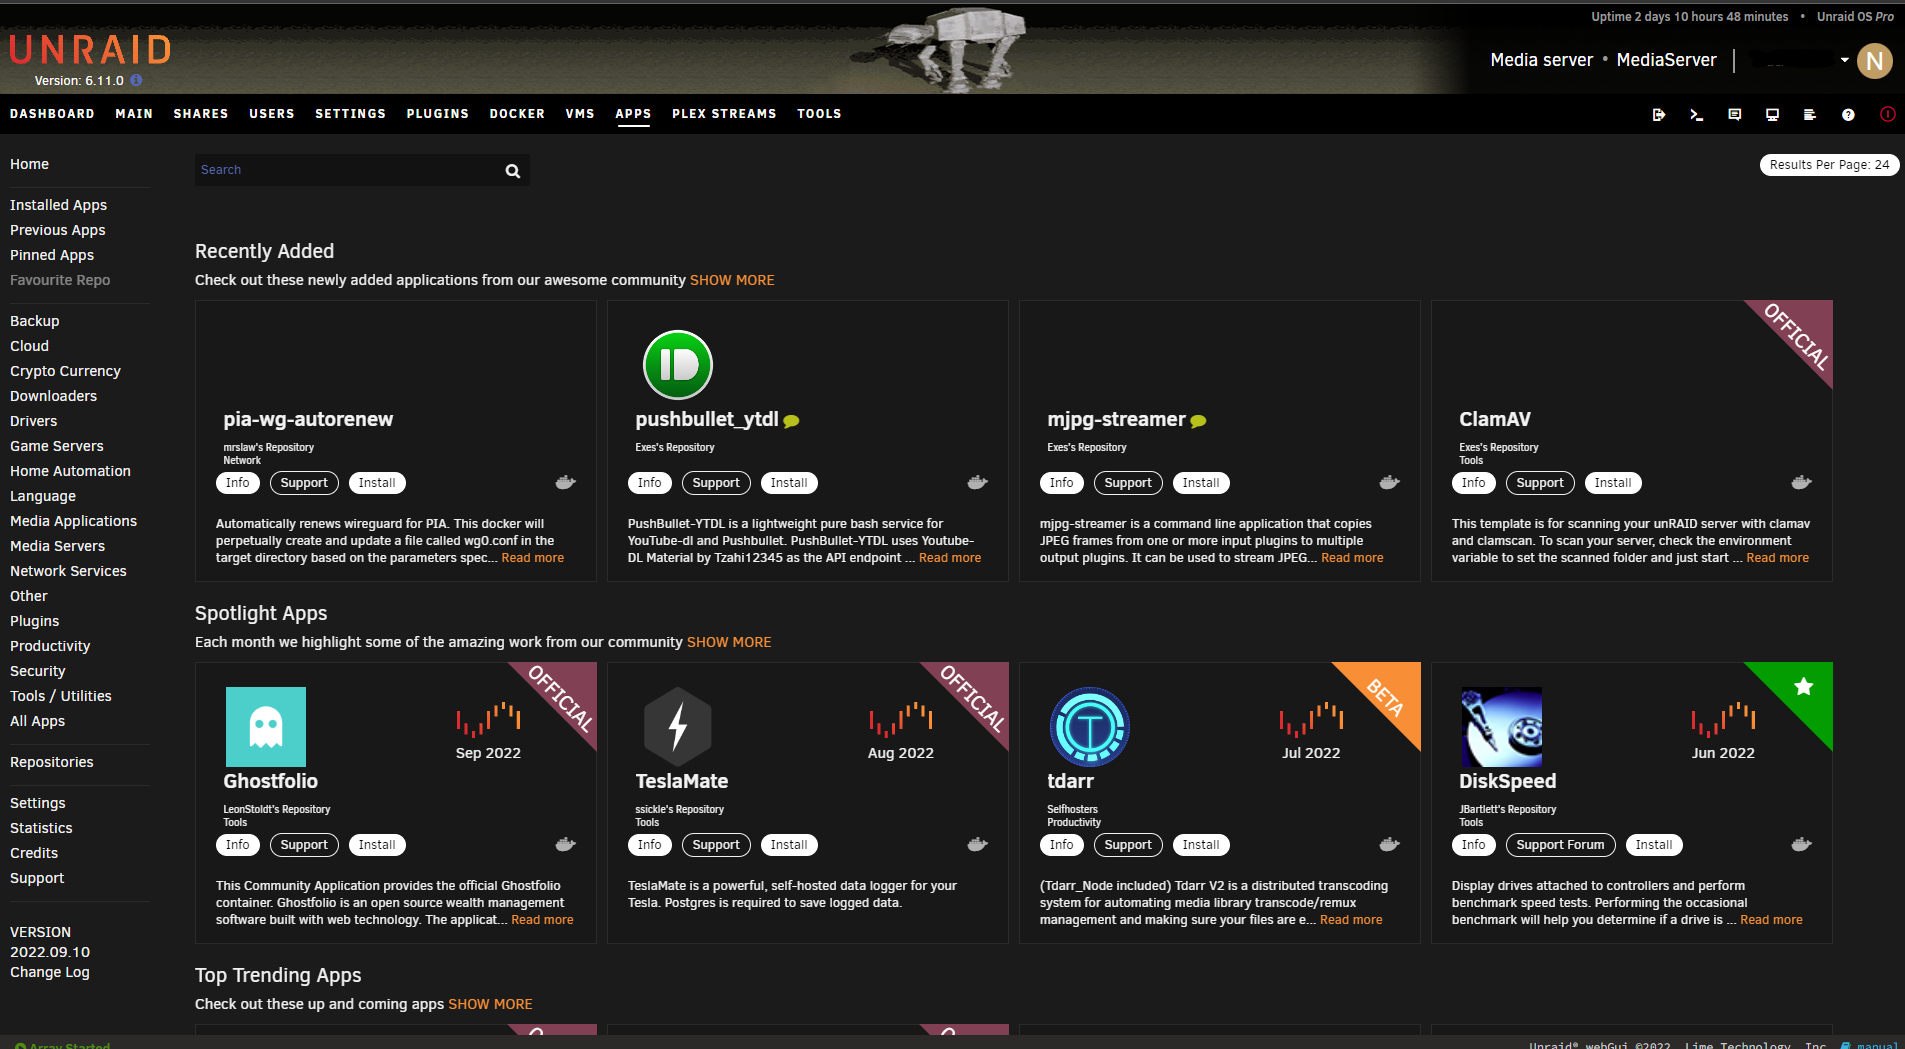 Uptime 2 days 10 hours 48 minutes • Unraid OS Pro
UNRAID
Version: 6.11.0
Media server • MediaServer
N
DASHBOARD MAIN SHARES USERS SETTINGS PLUGINS DOCKER VMS APPS PLEX STREAMS TOOLS
Home
Installed Apps
Previous Apps
Pinned Apps
Favourite Repo
Backup
Cloud
Crypto Currency
Downloaders
Drivers
Game Servers
Home Automation
Language
Media Applications
Media Servers
Network Services
Other
Plugins
Productivity
Security
Tools / Utilities
All Apps
Repositories
Settings
Statistics
Credits
Support
VERSION
2022.09.10
Change Log
Search
Results Per Page: 24
Recently Added
Check out these newly added applications from our awesome community SHOW MORE
pia-wg-autorenew
mrslaw's Repository
Network
Info Support Install
Automatically renews wireguard for PIA. This docker will
perpetually create and update a file called wg0.conf in the
target directory based on the parameters spec... Read more
pushbullet_ytdl
Exes's Repository
Info Support Install
PushBullet-YTDL is a lightweight pure bash service for
YouTube-dl and Pushbullet. PushBullet-YTDL uses Youtube-
DL Material by Tzahi12345 as the API endpoint ... Read more
mjpg-streamer
Exes's Repository
Info Support Install
mjpg-streamer is a command line application that copies
JPEG frames from one or more input plugins to multiple
output plugins. It can be used to stream JPEG... Read more
OFFICIAL
ClamAV
Exes's Repository
Tools
Info Support Install
This template is for scanning your unRAID server with clamav
and clamscan. To scan your server, check the environment
variable to set the scanned folder and just start ... Read more
Spotlight Apps
Each month we highlight some of the amazing work from our community SHOW MORE
OFFICIAL
Sep 2022
Ghostfolio
LeonStoldt's Repository
Tools
Info Support Install
This Community Application provides the official Ghostfolio
container. Ghostfolio is an open source wealth management
software built with web technology. The applicat... Read more
OFFICIAL
Aug 2022
TeslaMate
ssickle's Repository
Tools
Info Support Install
TeslaMate is a powerful, self-hosted data logger for your
Tesla. Postgres is required to save logged data.
BETA
T
Jul 2022
tdarr
Selfhosters
Productivity
Info Support Install
(Tdarr_Node included) Tdarr V2 is a distributed transcoding
system for automating media library transcode/remux
management and making sure your files are e... Read more
Jun 2022
DiskSpeed
JBartlett's Repository
Tools
Info Support Forum Install
Display drives attached to controllers and perform
benchmark speed tests. Performing the occasional
benchmark will help you determine if a drive is ... Read more
Top Trending Apps
Check out these up and coming apps SHOW MORE
Array Started
Unraid® webGui ©2022, Lime Technology, Inc. manual